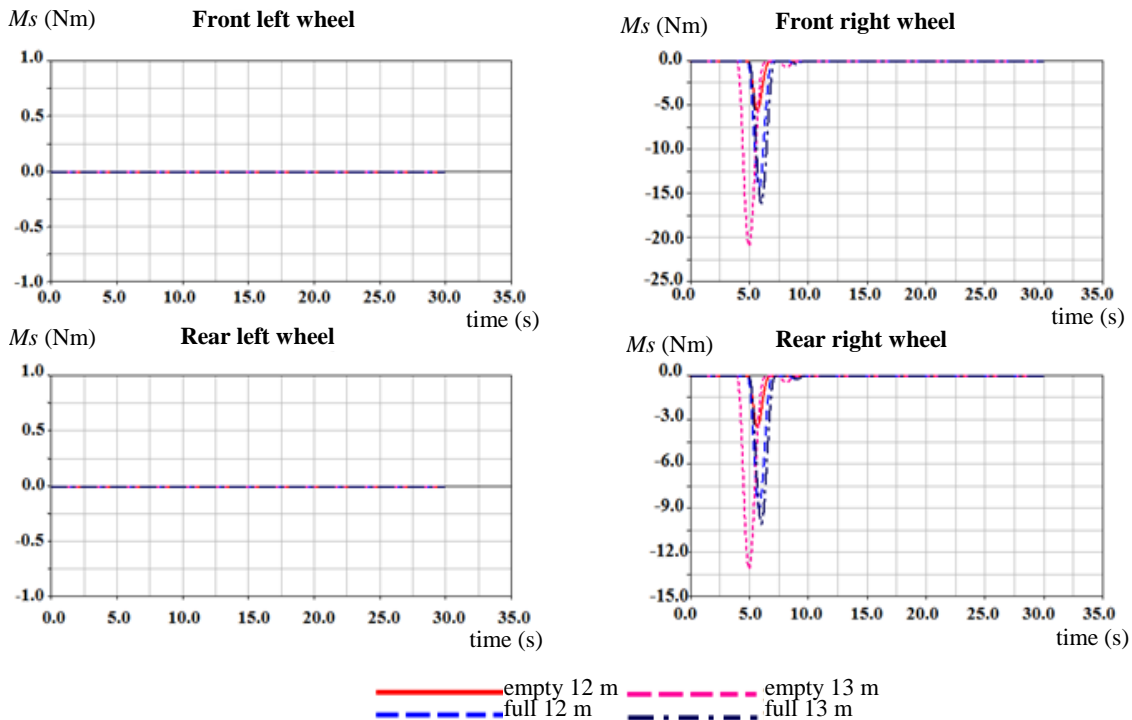 Ms (Nm) Front left wheel
1.0
0.5
0.0
-0.5
-1.0
0.0 5.0 10.0 15.0 20.0 25.0 30.0 35.0
time (s)
Ms (Nm) Front right wheel
0.0
-5.0
-10.0
-15.0
-20.0
-25.0
0.0 5.0 10.0 15.0 20.0 25.0 30.0 35.0
time (s)
Ms (Nm) Rear left wheel
1.0
0.5
0.0
-0.5
-1.0
0.0 5.0 10.0 15.0 20.0 25.0 30.0 35.0
time (s)
Ms (Nm) Rear right wheel
0.0
-3.0
-6.0
-9.0
-12.0
-15.0
0.0 5.0 10.0 15.0 20.0 25.0 30.0 35.0
time (s)
empty 12 m empty 13 m
full 12 m full 13 m